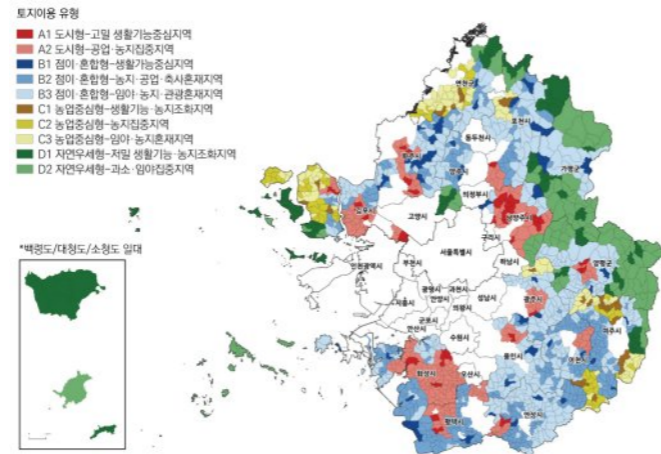 토지이용 유형
A1 도시형-고밀 생활기능중심지역
A2 도시형-공업·농지집중지역
B1 점이·혼합형-생활가능중심지역
B2 점이·혼합형-농지·공업·축사혼재지역
B3 점이·혼합형-임야·농지·관광혼재지역
C1 농업중심형-생활기능·농지조화지역
C2 농업중심형-농지집중지역
C3 농업중심형-임야·농지혼재지역
D1 자연우세형-저밀 생활기능·농지조화지역
D2 자연우세형-과소·임야집중지역
*백령도/대청도/소청도 일대
연천군
포천시
동두천시
파주시
양주시
가평군
의정부시
김포시
고양시
남양주시
구리시
서울특별시
하남시
양평군
인천광역시
부천시
광명시
과천시
시흥시
안양시
성남시
광주시
의왕시
군포시
안산시
여주시
수원시
용인시
이천시
화성시
오산시
평택시
안성시